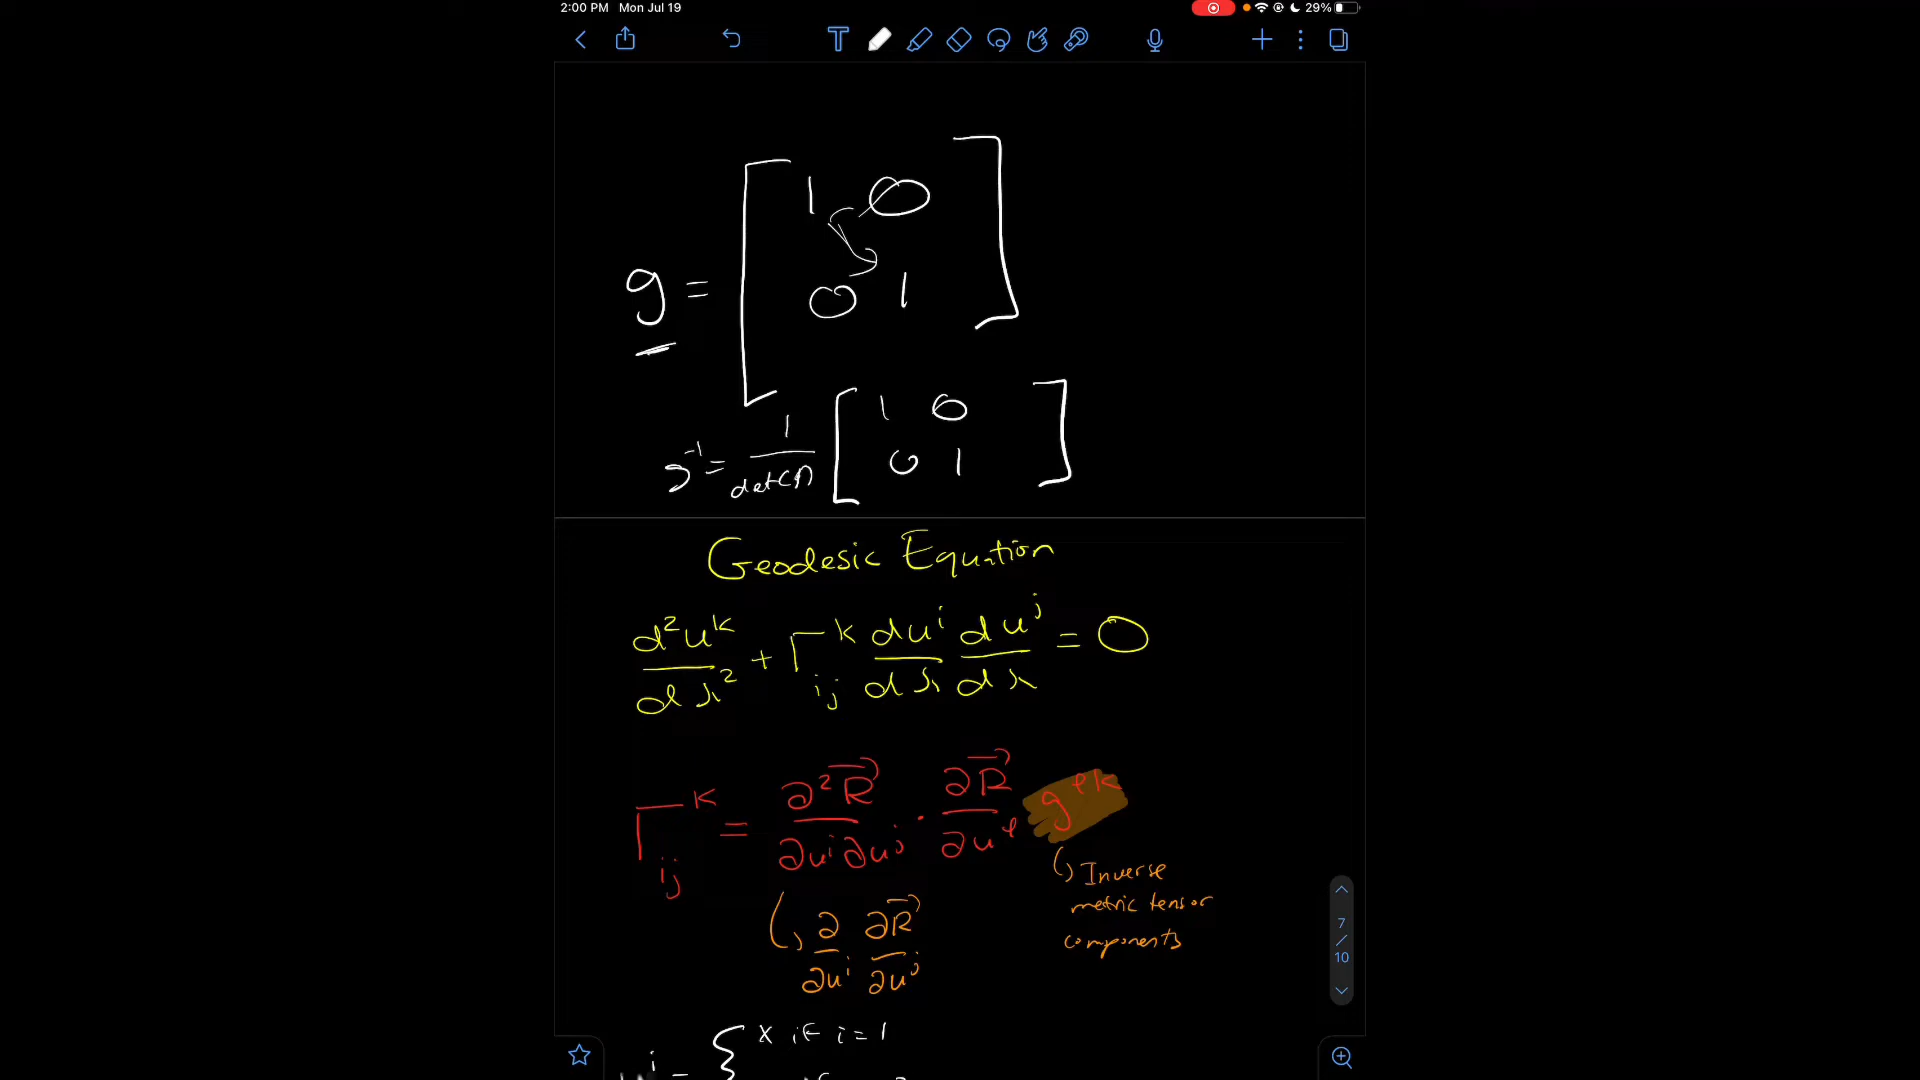 2:00 PM Mon Jul 19 29%
T
g = [ 1 0
0 1 ]
g⁻¹ = 1/det(A) [ 1 0
0 1 ]
Geodesic Equation
d²uᵏ/dλ² + Γᵏᵢⱼ duⁱ/dλ duʲ/dλ = 0
Γᵏᵢⱼ = ∂²R⃗/∂uⁱ∂uʲ · ∂R⃗/∂uˡ gˡᵏ
Inverse
metric tensor
components
∂/∂uⁱ ∂R⃗/∂uʲ
7
/
10
x if i = 1